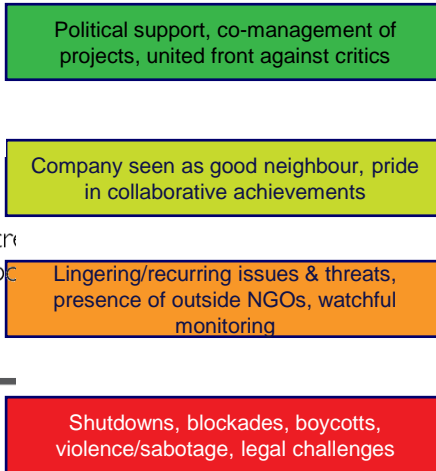 Political support, co-management of
projects, united front against critics
Company seen as good neighbour, pride
in collaborative achievements
Lingering/recurring issues & threats,
presence of outside NGOs, watchful
monitoring
Shutdowns, blockades, boycotts,
violence/sabotage, legal challenges